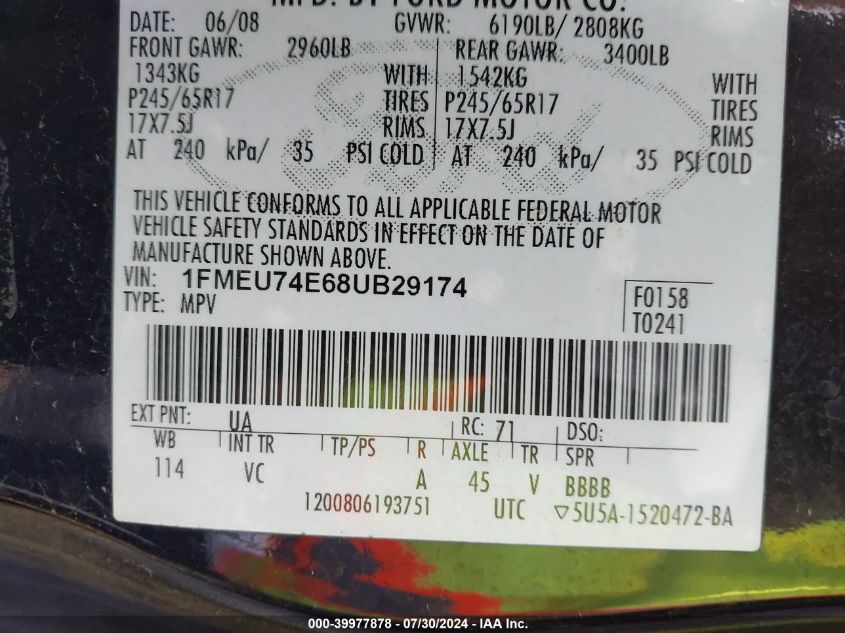 MFD. BY FORD MOTOR CO.
DATE: 06/08 GVWR: 6190LB/ 2808KG
FRONT GAWR: 2960LB REAR GAWR: 3400LB
1343KG WITH 1542KG WITH
P245/65R17 TIRES P245/65R17 TIRES
17X7.5J RIMS 17X7.5J RIMS
AT 240 kPa/ 35 PSI COLD AT 240 kPa/ 35 PSI COLD
THIS VEHICLE CONFORMS TO ALL APPLICABLE FEDERAL MOTOR
VEHICLE SAFETY STANDARDS IN EFFECT ON THE DATE OF
MANUFACTURE SHOWN ABOVE.
VIN: 1FMEU74E68UB29174
TYPE: MPV
F0158
T0241
EXT PNT: UA RC: 71 DSO:
WB INT TR TP/PS R AXLE TR SPR
114 VC A 45 V BBBB
1200806193751 UTC ▽5U5A-1520472-BA
000-39977878 - 07/30/2024 - www.iaai.com